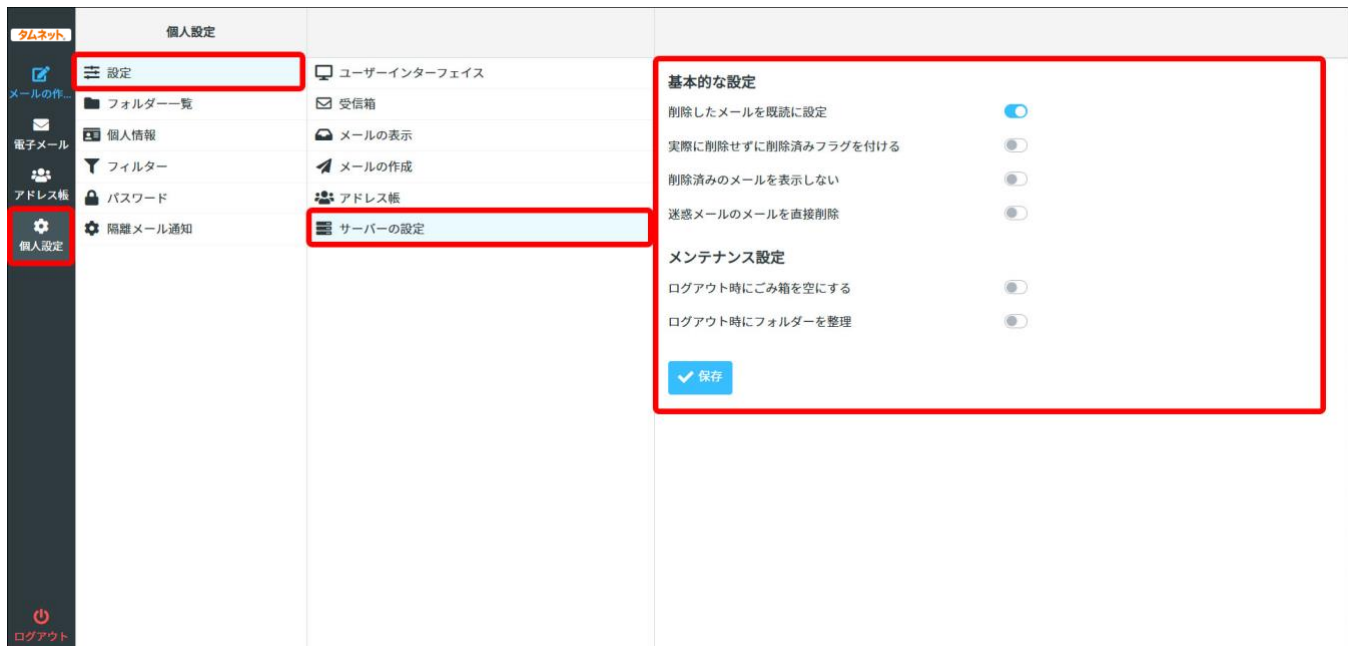 タムネット。
個人設定
メールの作...
電子メール
アドレス帳
個人設定
ログアウト
設定
フォルダー一覧
個人情報
フィルター
パスワード
隔離メール通知
ユーザーインターフェイス
受信箱
メールの表示
メールの作成
アドレス帳
サーバーの設定
基本的な設定
削除したメールを既読に設定
実際に削除せずに削除済みフラグを付ける
削除済みのメールを表示しない
迷惑メールのメールを直接削除
メンテナンス設定
ログアウト時にごみ箱を空にする
ログアウト時にフォルダーを整理
保存